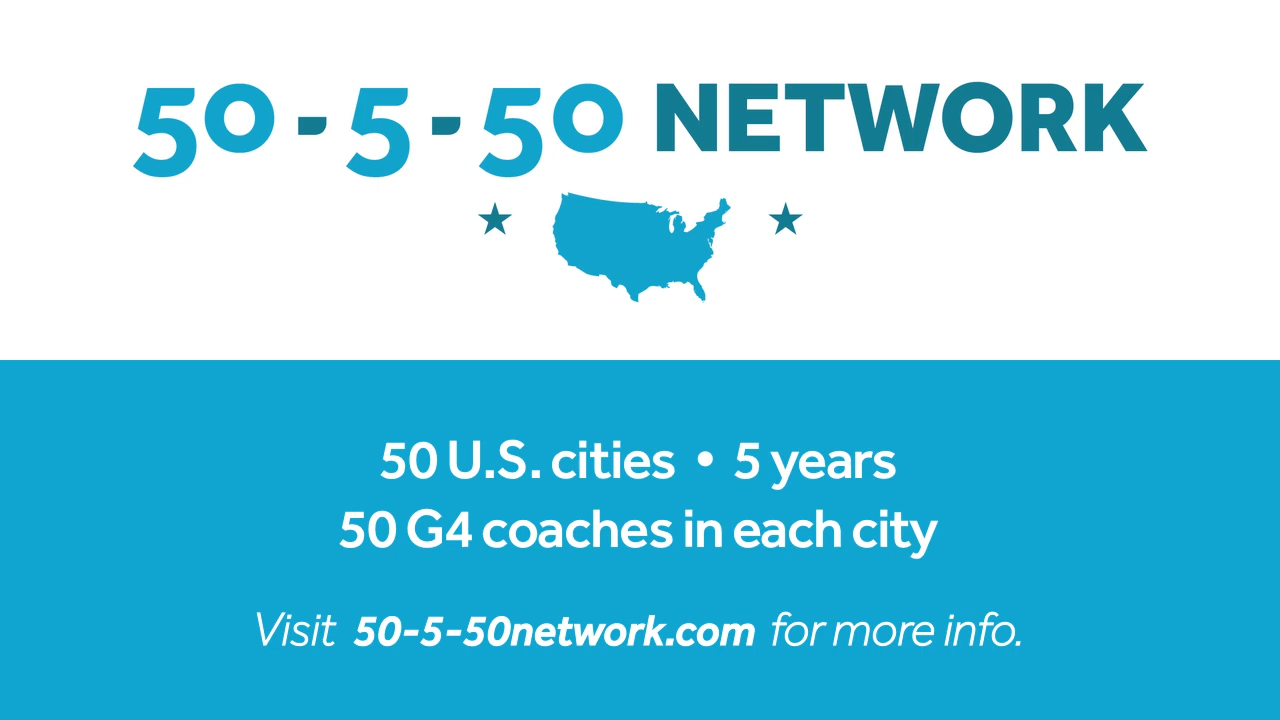 50-5-50 NETWORK
50 U.S. cities • 5 years
50 G4 coaches in each city
Visit 50-5-50network.com for more info.